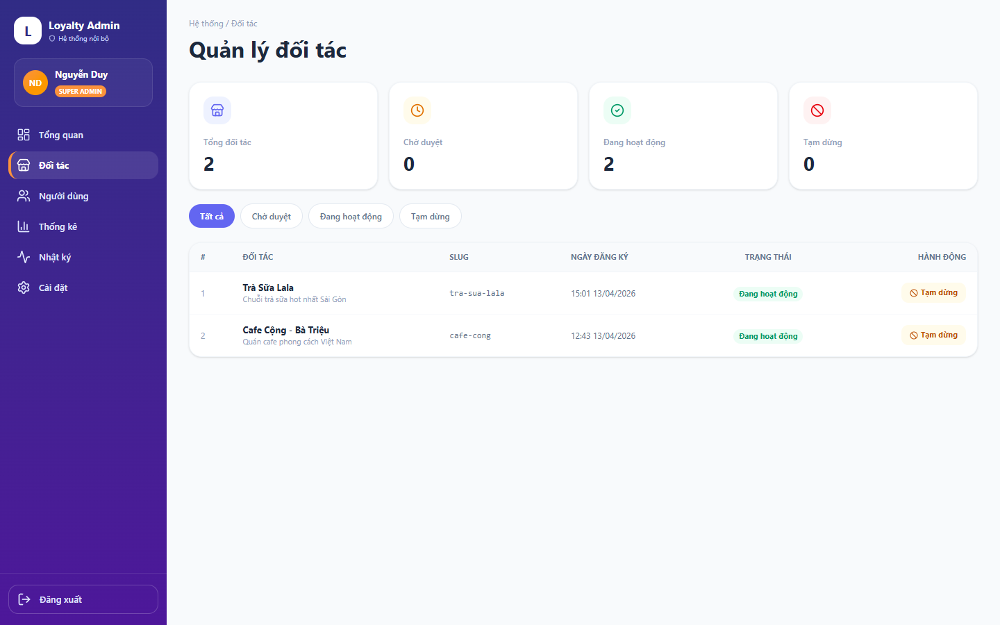 L
Loyalty Admin
Hệ thống nội bộ
ND
Nguyễn Duy
SUPER ADMIN
Tổng quan
Đối tác
Người dùng
Thống kê
Nhật ký
Cài đặt
Đăng xuất
Hệ thống / Đối tác
Quản lý đối tác
Tổng đối tác
2
Chờ duyệt
0
Đang hoạt động
2
Tạm dừng
0
Tất cả Chờ duyệt Đang hoạt động Tạm dừng
# ĐỐI TÁC SLUG NGÀY ĐĂNG KÝ TRẠNG THÁI HÀNH ĐỘNG
1 Trà Sữa Lala tra-sua-lala 15:01 13/04/2026 Đang hoạt động Tạm dừng
Chuỗi trà sữa hot nhất Sài Gòn
2 Cafe Cộng - Bà Triệu cafe-cong 12:43 13/04/2026 Đang hoạt động Tạm dừng
Quán cafe phong cách Việt Nam